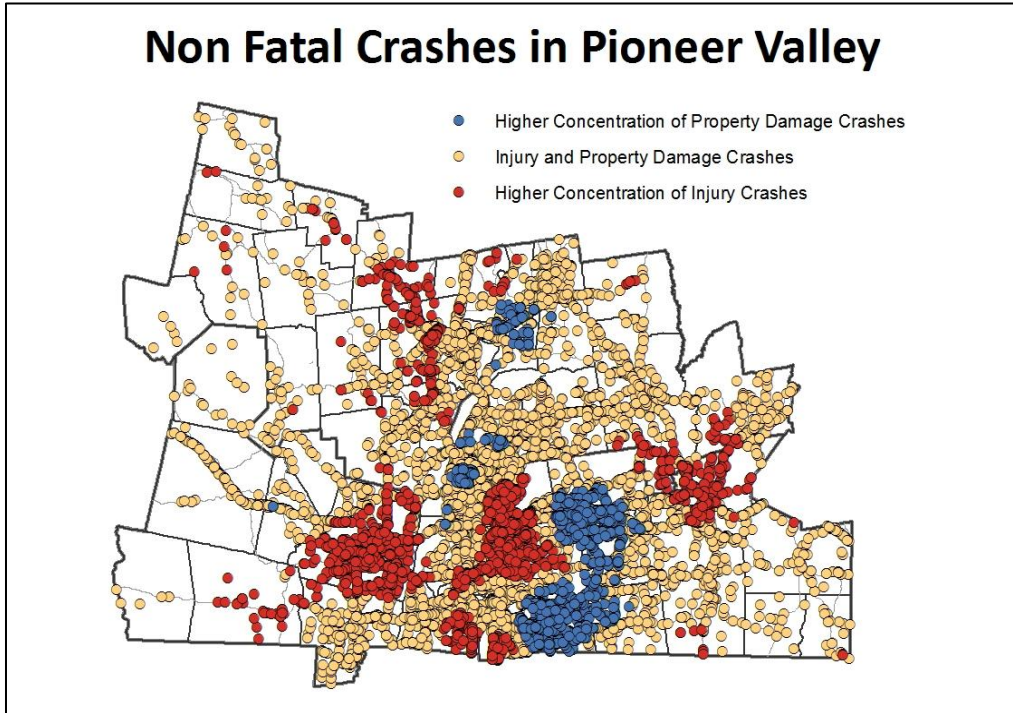 Non Fatal Crashes in Pioneer Valley
Higher Concentration of Property Damage Crashes
Injury and Property Damage Crashes
Higher Concentration of Injury Crashes